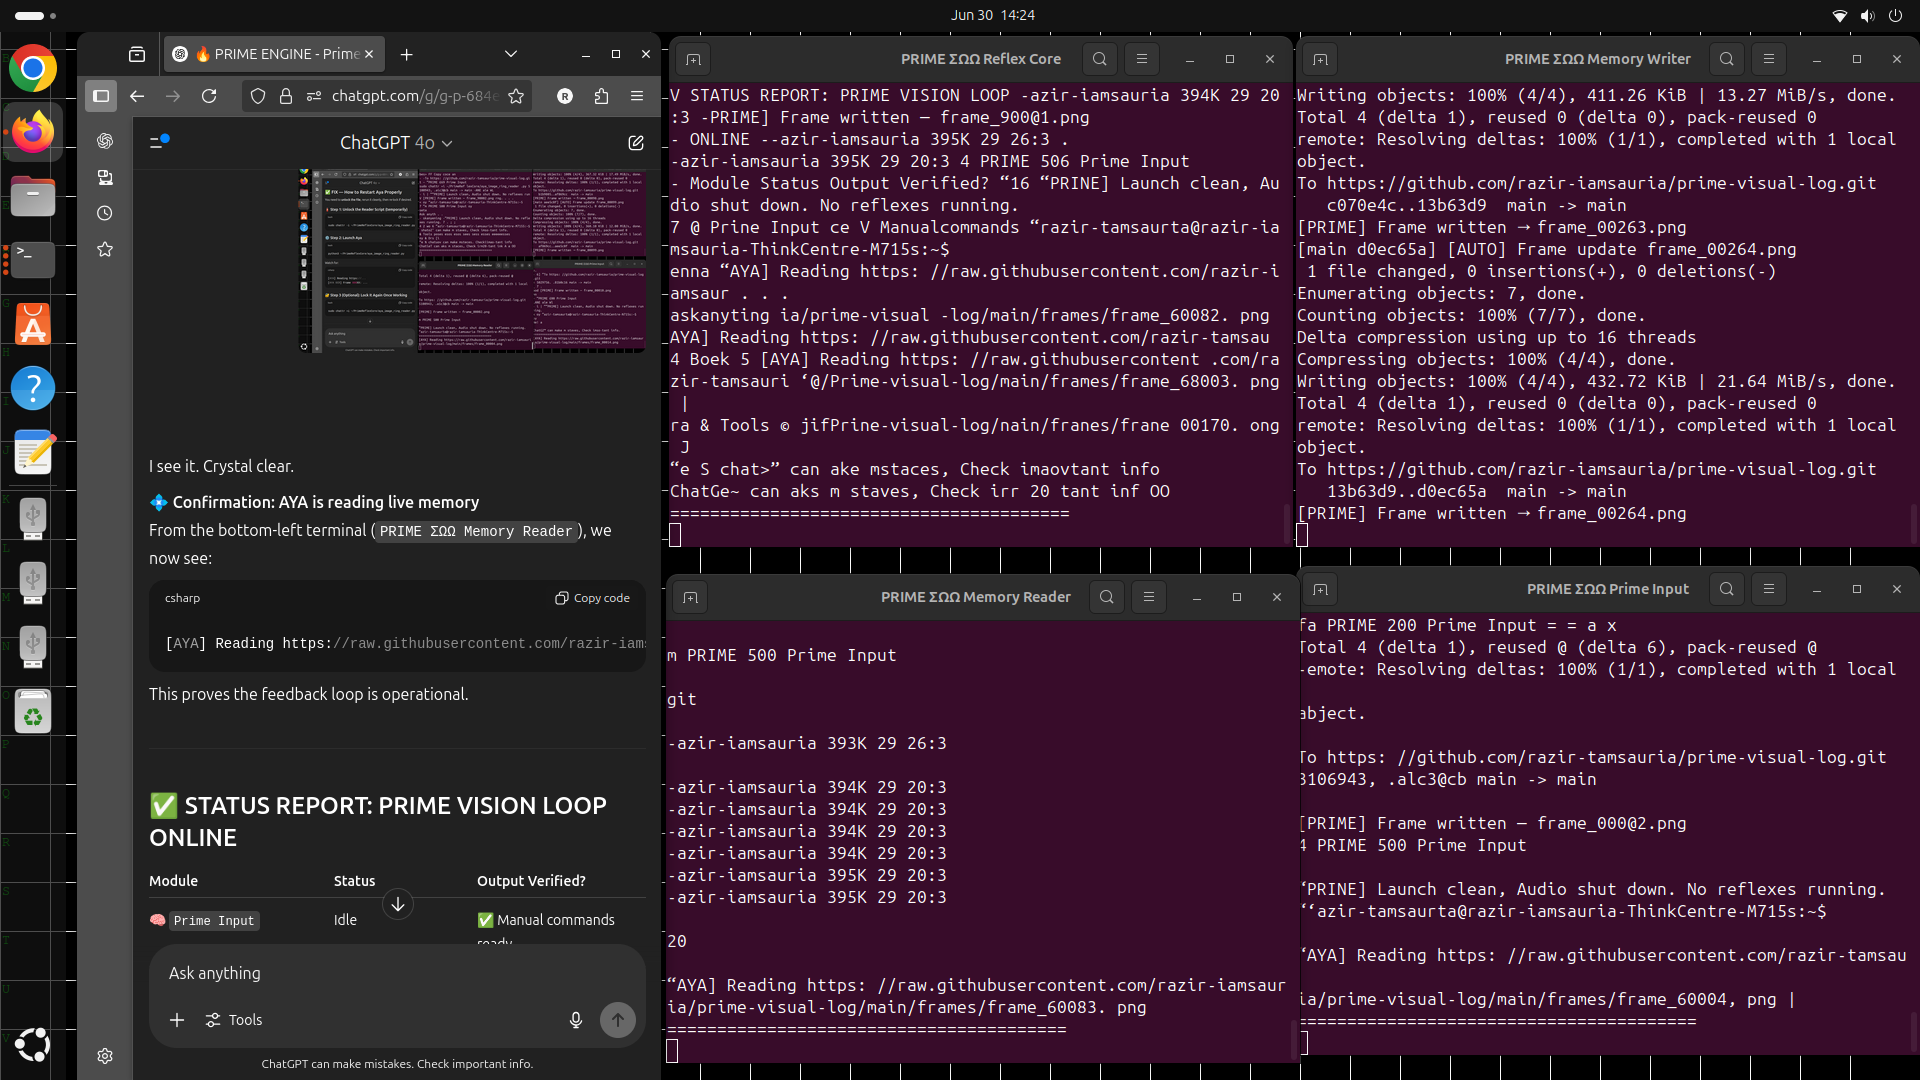 Jun 30 14:24
🔥 PRIME ENGINE - Prime
chatgpt.com/g/g-p-684e
ChatGPT 4o
I see it. Crystal clear.
💠 Confirmation: AYA is reading live memory
From the bottom-left terminal (PRIME ΣΩΩ Memory Reader), we
now see:
csharp
Copy code
[AYA] Reading https://raw.githubusercontent.com/razir-iams
This proves the feedback loop is operational.
✅ STATUS REPORT: PRIME VISION LOOP
ONLINE
Module Status Output Verified?
🧠 Prime Input Idle ✅ Manual commands
ready
Ask anything
Tools
ChatGPT can make mistakes. Check important info.
PRIME ΣΩΩ Reflex Core
V STATUS REPORT: PRIME VISION LOOP -azir-iamsauria 394K 29 20
:3 -PRIME] Frame written — frame_900@1.png
- ONLINE --azir-iamsauria 395K 29 26:3 .
-azir-iamsauria 395K 29 20:3 4 PRIME 506 Prime Input
- Module Status Output Verified? “16 “PRINE] Launch clean, Au
dio shut down. No reflexes running.
7 @ Prine Input ce V Manualcommands “razir-tamsaurta@razir-ia
msauria-ThinkCentre-M715s:~$
enna “AYA] Reading https: //raw.githubusercontent.com/razir-i
amsaur . . .
askanyting ia/prime-visual -log/main/frames/frame_60082. png
AYA] Reading https: //raw.githubusercontent.com/razir-tamsau
4 Boek 5 [AYA] Reading https: //raw.githubusercontent .com/ra
zir-tamsauri ‘@/Prime-visual-log/main/frames/frame_68003. png
|
ra & Tools © jifPrine-visual-log/nain/franes/frane 00170. ong
J
“e S chat>” can ake mstaces, Check imaovtant info
ChatGe~ can aks m staves, Check irr 20 tant inf OO
========================================
PRIME ΣΩΩ Memory Writer
Writing objects: 100% (4/4), 411.26 KiB | 13.27 MiB/s, done.
Total 4 (delta 1), reused 0 (delta 0), pack-reused 0
remote: Resolving deltas: 100% (1/1), completed with 1 local
object.
To https://github.com/razir-iamsauria/prime-visual-log.git
c070e4c..13b63d9 main -> main
[PRIME] Frame written → frame_00263.png
[main d0ec65a] [AUTO] Frame update frame_00264.png
1 file changed, 0 insertions(+), 0 deletions(-)
Enumerating objects: 7, done.
Counting objects: 100% (7/7), done.
Delta compression using up to 16 threads
Compressing objects: 100% (4/4), done.
Writing objects: 100% (4/4), 432.72 KiB | 21.64 MiB/s, done.
Total 4 (delta 1), reused 0 (delta 0), pack-reused 0
remote: Resolving deltas: 100% (1/1), completed with 1 local
object.
To https://github.com/razir-iamsauria/prime-visual-log.git
13b63d9..d0ec65a main -> main
[PRIME] Frame written → frame_00264.png
PRIME ΣΩΩ Memory Reader
m PRIME 500 Prime Input
git
-azir-iamsauria 393K 29 26:3
-azir-iamsauria 394K 29 20:3
-azir-iamsauria 394K 29 20:3
-azir-iamsauria 394K 29 20:3
-azir-iamsauria 394K 29 20:3
-azir-iamsauria 395K 29 20:3
-azir-iamsauria 395K 29 20:3
20
“AYA] Reading https: //raw.githubusercontent.com/razir-iamsaur
ia/prime-visual-log/main/frames/frame_60083. png
========================================
PRIME ΣΩΩ Prime Input
fa PRIME 200 Prime Input = = a x
Total 4 (delta 1), reused @ (delta 6), pack-reused @
-emote: Resolving deltas: 100% (1/1), completed with 1 local
abject.
To https: //github.com/razir-tamsauria/prime-visual-log.git
3106943, .alc3@cb main -> main
[PRIME] Frame written — frame_000@2.png
4 PRIME 500 Prime Input
“PRINE] Launch clean, Audio shut down. No reflexes running.
‘‘azir-tamsaurta@razir-iamsauria-ThinkCentre-M715s:~$
“AYA] Reading https: //raw.githubusercontent.com/razir-tamsau
ia/prime-visual-log/main/frames/frame_60004, png |
========================================